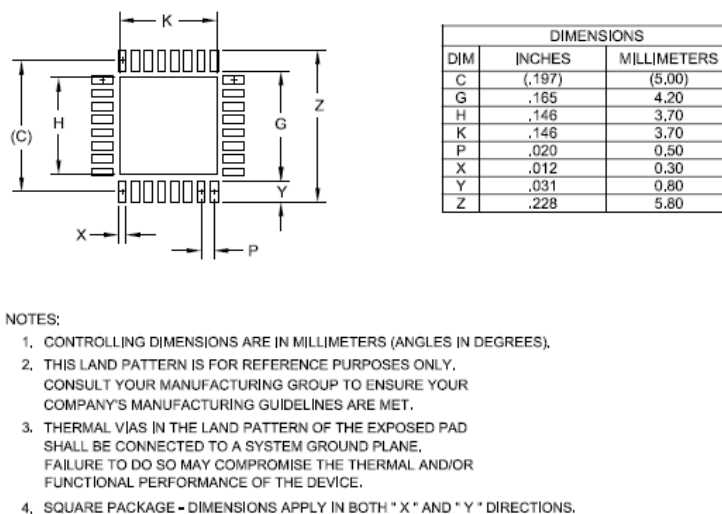 K
(C)
H
G
Z
Y
X
P
DIMENSIONS
DIM INCHES MILLIMETERS
C (.197) (5.00)
G .165 4.20
H .146 3.70
K .146 3.70
P .020 0.50
X .012 0.30
Y .031 0.80
Z .228 5.80
NOTES:
1. CONTROLLING DIMENSIONS ARE IN MILLIMETERS (ANGLES IN DEGREES).
2. THIS LAND PATTERN IS FOR REFERENCE PURPOSES ONLY.
CONSULT YOUR MANUFACTURING GROUP TO ENSURE YOUR
COMPANY'S MANUFACTURING GUIDELINES ARE MET.
3. THERMAL VIAS IN THE LAND PATTERN OF THE EXPOSED PAD
SHALL BE CONNECTED TO A SYSTEM GROUND PLANE.
FAILURE TO DO SO MAY COMPROMISE THE THERMAL AND/OR
FUNCTIONAL PERFORMANCE OF THE DEVICE.
4. SQUARE PACKAGE - DIMENSIONS APPLY IN BOTH " X " AND " Y " DIRECTIONS.